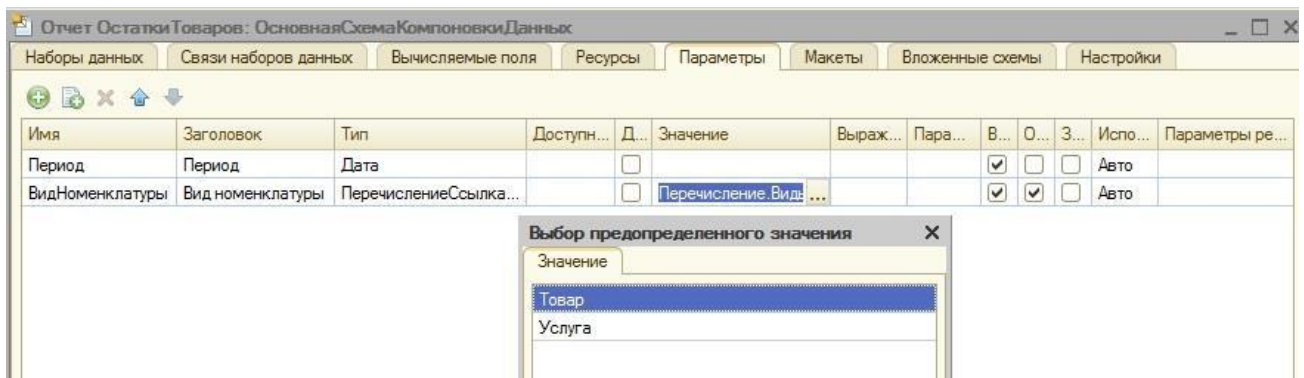 Отчет ОстаткиТоваров: ОсновнаяСхемаКомпоновкиДанных
Наборы данных Связи наборов данных Вычисляемые поля Ресурсы Параметры Макеты Вложенные схемы Настройки
Имя Заголовок Тип Доступн... Д... Значение Выраж... Пара... В... О... З... Испо... Параметры ре...
Период Период Дата Авто
ВидНоменклатуры Вид номенклатуры ПеречислениеСсылка... Перечисление.Виды ... Авто
Выбор предопределенного значения
Значение
Товар
Услуга